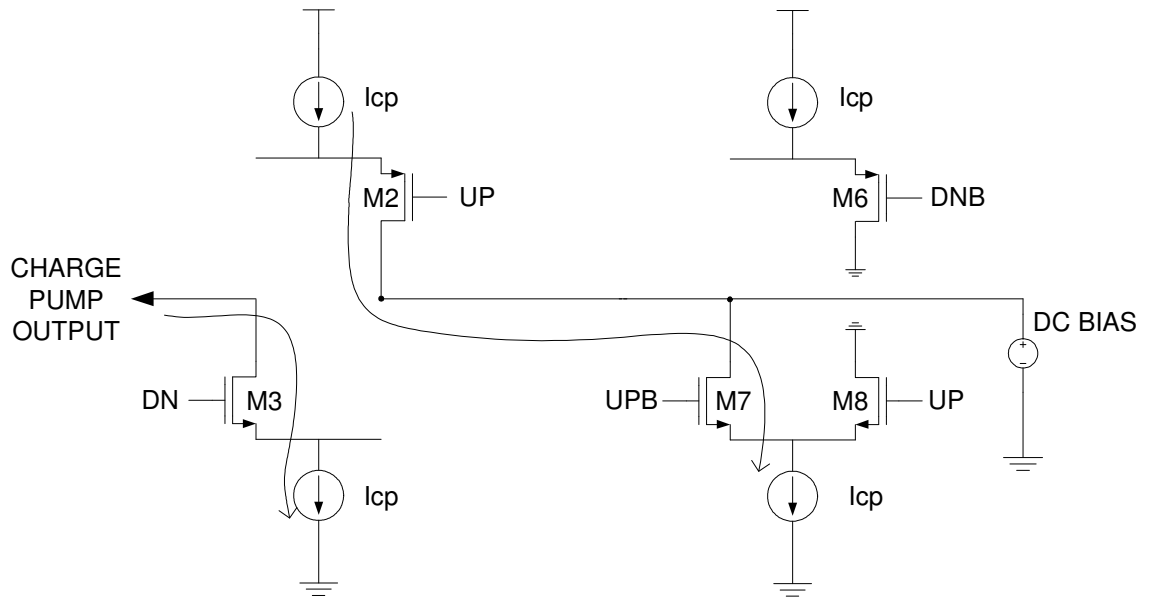 Icp
Icp
M2
UP
M6
DNB
CHARGE
PUMP
OUTPUT
DC BIAS
+
−
DN
M3
UPB
M7
M8
UP
Icp
Icp